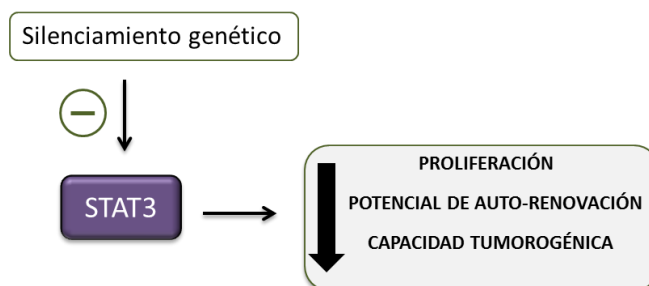 Silenciamiento genético
−
STAT3
PROLIFERACIÓN
POTENCIAL DE AUTO-RENOVACIÓN
CAPACIDAD TUMOROGÉNICA